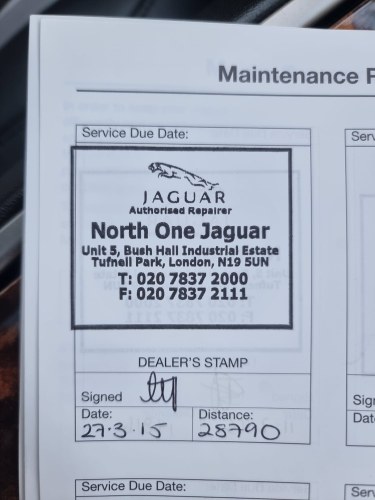 Maintenance
Service Due Date:
JAGUAR
Authorised Repairer
North One Jaguar
Unit 5, Bush Hall Industrial Estate
Tufnell Park, London, N19 5UN
T: 020 7837 2000
F: 020 7837 2111
DEALER'S STAMP
Signed
Date:
27.3.15
Distance:
28790
Service Due Date: